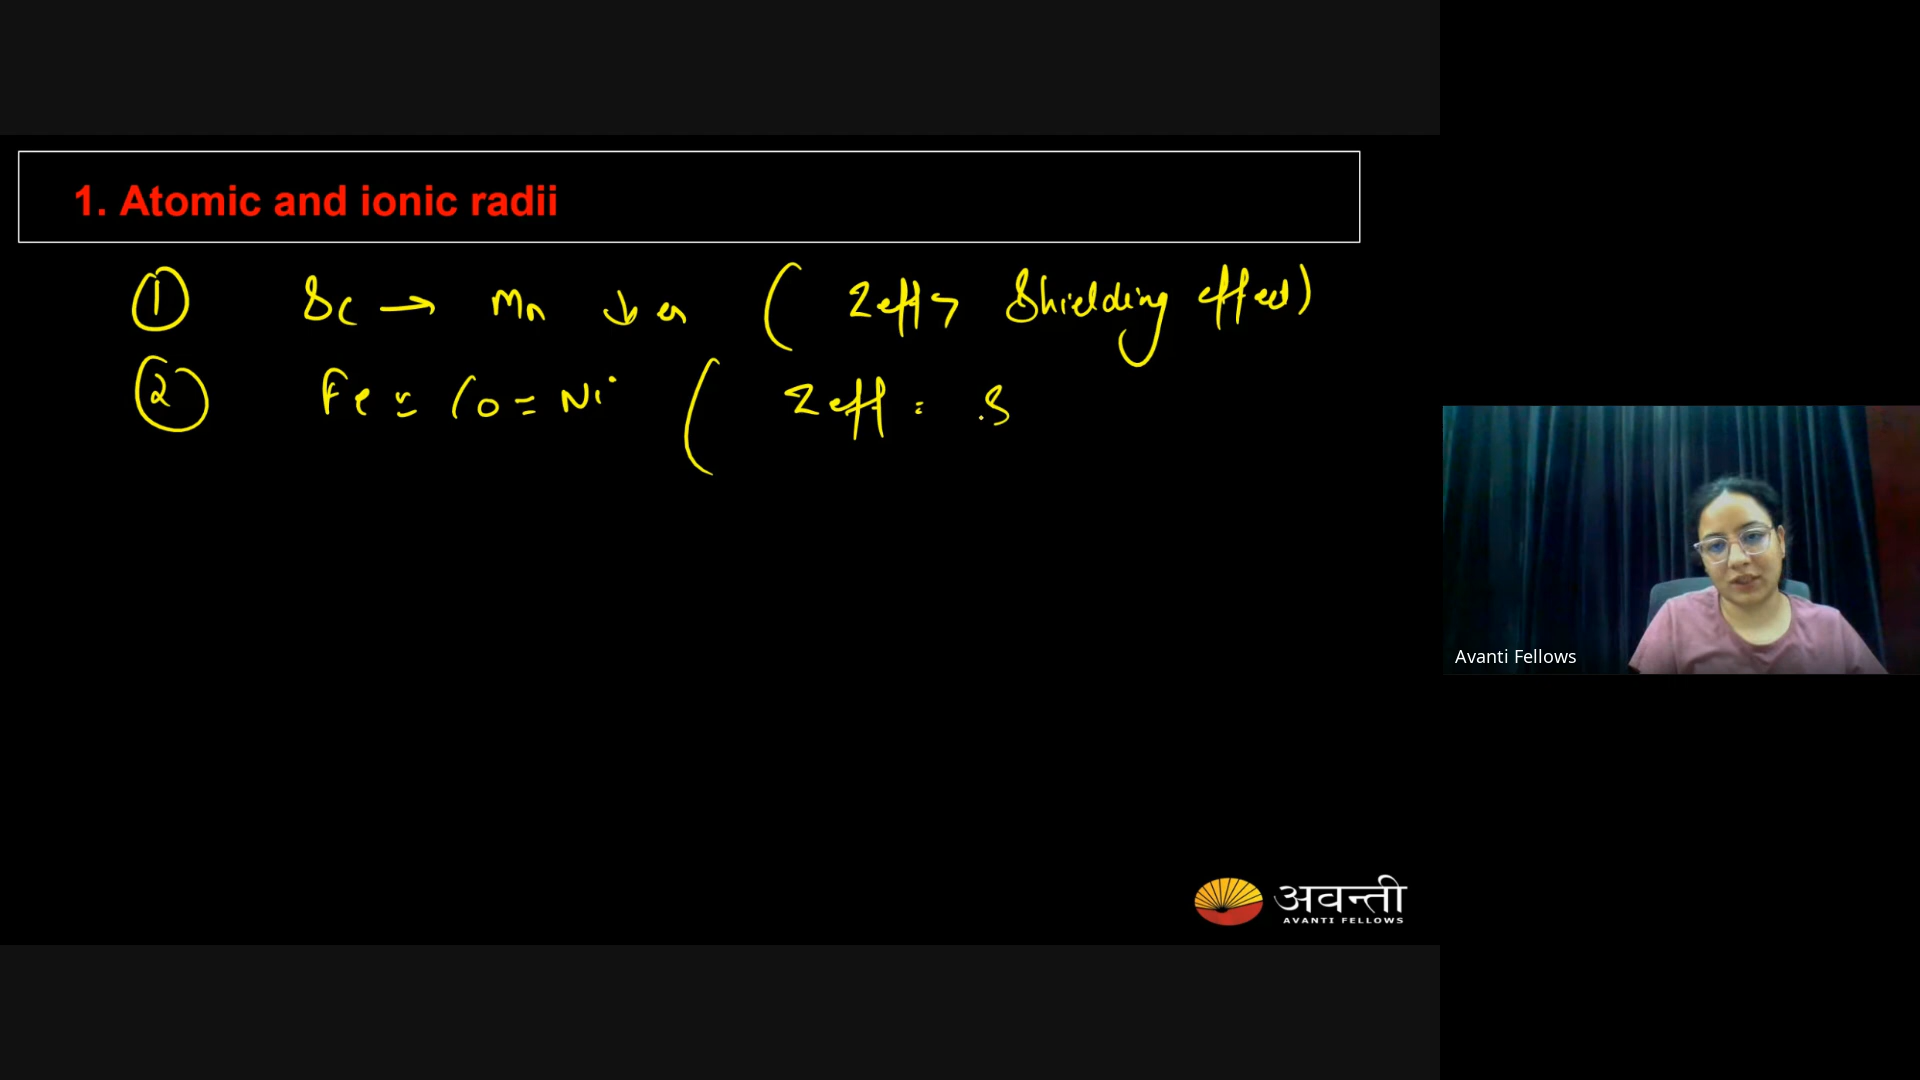 1. Atomic and ionic radii
① Sc → Mn ↓ es ( Zeff > Shielding effect)
② Fe ≃ Co = Ni ( Zeff = S
Avanti Fellows
अवन्ती
AVANTI FELLOWS